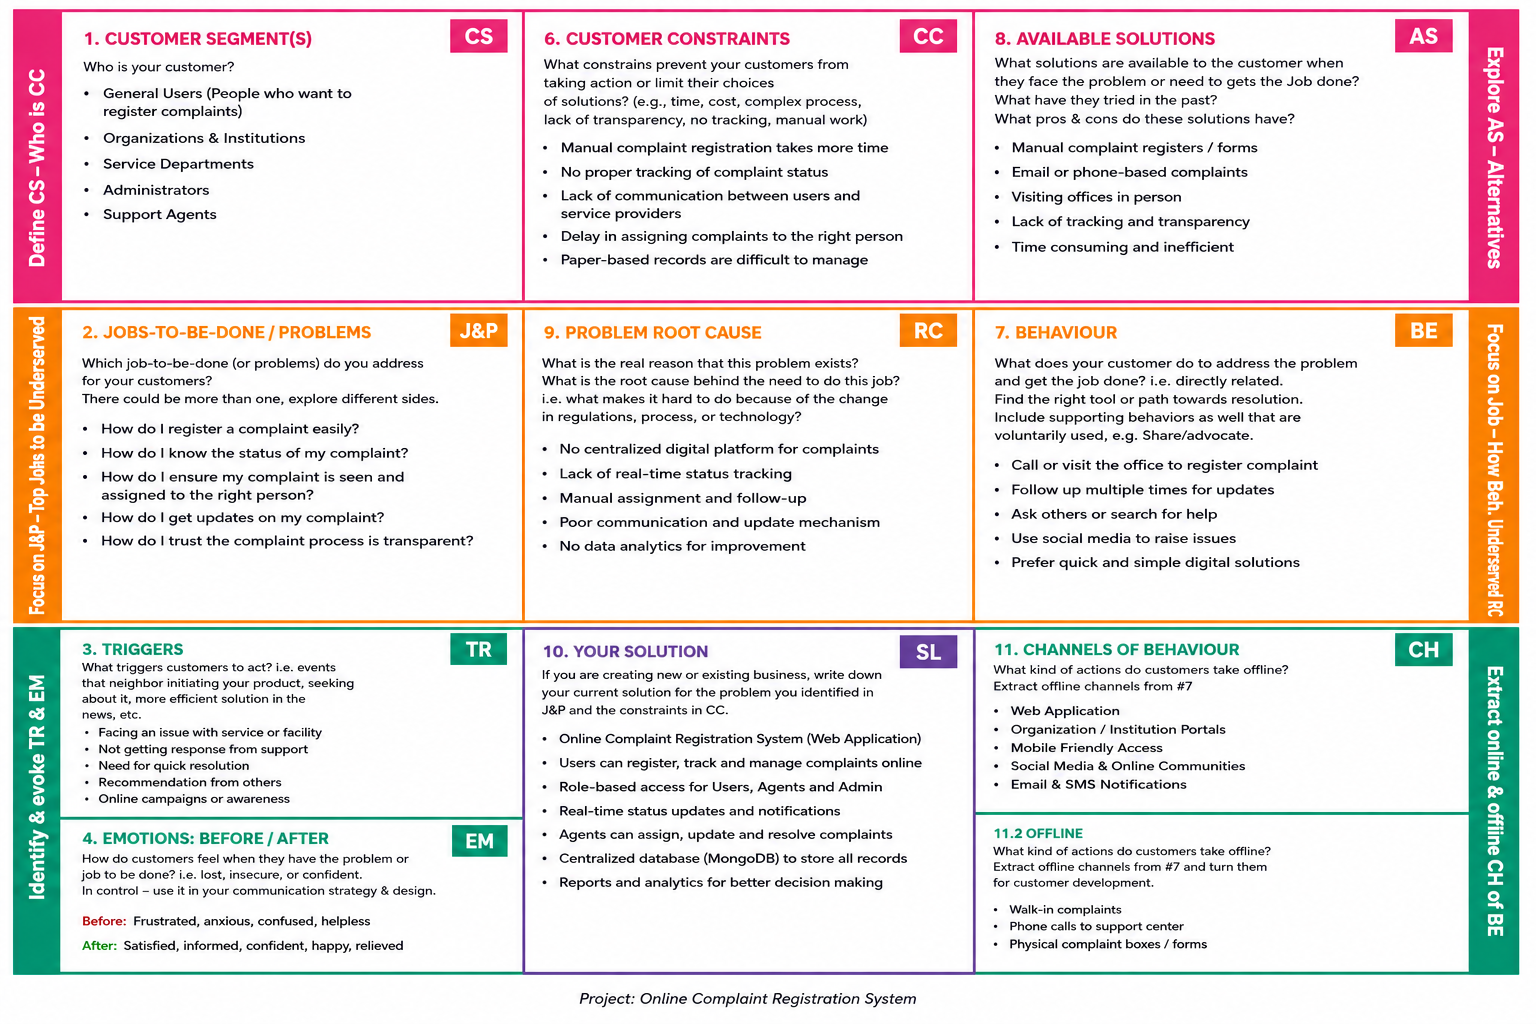 Define CS – Who is CC
1. CUSTOMER SEGMENT(S)
CS
Who is your customer?
• General Users (People who want to
register complaints)
• Organizations & Institutions
• Service Departments
• Administrators
• Support Agents
6. CUSTOMER CONSTRAINTS
CC
What constrains prevent your customers from
taking action or limit their choices
of solutions? (e.g., time, cost, complex process,
lack of transparency, no tracking, manual work)
• Manual complaint registration takes more time
• No proper tracking of complaint status
• Lack of communication between users and
service providers
• Delay in assigning complaints to the right person
• Paper-based records are difficult to manage
8. AVAILABLE SOLUTIONS
AS
What solutions are available to the customer when
they face the problem or need to gets the Job done?
What have they tried in the past?
What pros & cons do these solutions have?
• Manual complaint registers / forms
• Email or phone-based complaints
• Visiting offices in person
• Lack of tracking and transparency
• Time consuming and inefficient
Explore AS – Alternatives
Focus on J&P – Top Johs to be Underserved
2. JOBS-TO-BE-DONE / PROBLEMS
J&P
Which job-to-be-done (or problems) do you address
for your customers?
There could be more than one, explore different sides.
• How do I register a complaint easily?
• How do I know the status of my complaint?
• How do I ensure my complaint is seen and
assigned to the right person?
• How do I get updates on my complaint?
• How do I trust the complaint process is transparent?
9. PROBLEM ROOT CAUSE
RC
What is the real reason that this problem exists?
What is the root cause behind the need to do this job?
i.e. what makes it hard to do because of the change
in regulations, process, or technology?
• No centralized digital platform for complaints
• Lack of real-time status tracking
• Manual assignment and follow-up
• Poor communication and update mechanism
• No data analytics for improvement
7. BEHAVIOUR
BE
What does your customer do to address the problem
and get the job done? i.e. directly related.
Find the right tool or path towards resolution.
Include supporting behaviors as well that are
voluntarily used, e.g. Share/advocate.
• Call or visit the office to register complaint
• Follow up multiple times for updates
• Ask others or search for help
• Use social media to raise issues
• Prefer quick and simple digital solutions
Focus on Job – How Beh. Underserved RC
Identify & evoke TR & EM
3. TRIGGERS
TR
What triggers customers to act? i.e. events
that neighbor initiating your product, seeking
about it, more efficient solution in the
news, etc.
• Facing an issue with service or facility
• Not getting response from support
• Need for quick resolution
• Recommendation from others
• Online campaigns or awareness
4. EMOTIONS: BEFORE / AFTER
EM
How do customers feel when they have the problem or
job to be done? i.e. lost, insecure, or confident.
In control – use it in your communication strategy & design.
Before: Frustrated, anxious, confused, helpless
After: Satisfied, informed, confident, happy, relieved
10. YOUR SOLUTION
SL
If you are creating new or existing business, write down
your current solution for the problem you identified in
J&P and the constraints in CC.
• Online Complaint Registration System (Web Application)
• Users can register, track and manage complaints online
• Role-based access for Users, Agents and Admin
• Real-time status updates and notifications
• Agents can assign, update and resolve complaints
• Centralized database (MongoDB) to store all records
• Reports and analytics for better decision making
11. CHANNELS OF BEHAVIOUR
CH
What kind of actions do customers take offline?
Extract offline channels from #7
• Web Application
• Organization / Institution Portals
• Mobile Friendly Access
• Social Media & Online Communities
• Email & SMS Notifications
11.2 OFFLINE
What kind of actions do customers take offline?
Extract offline channels from #7 and turn them
for customer development.
• Walk-in complaints
• Phone calls to support center
• Physical complaint boxes / forms
Extract online & offline CH of BE
Project: Online Complaint Registration System